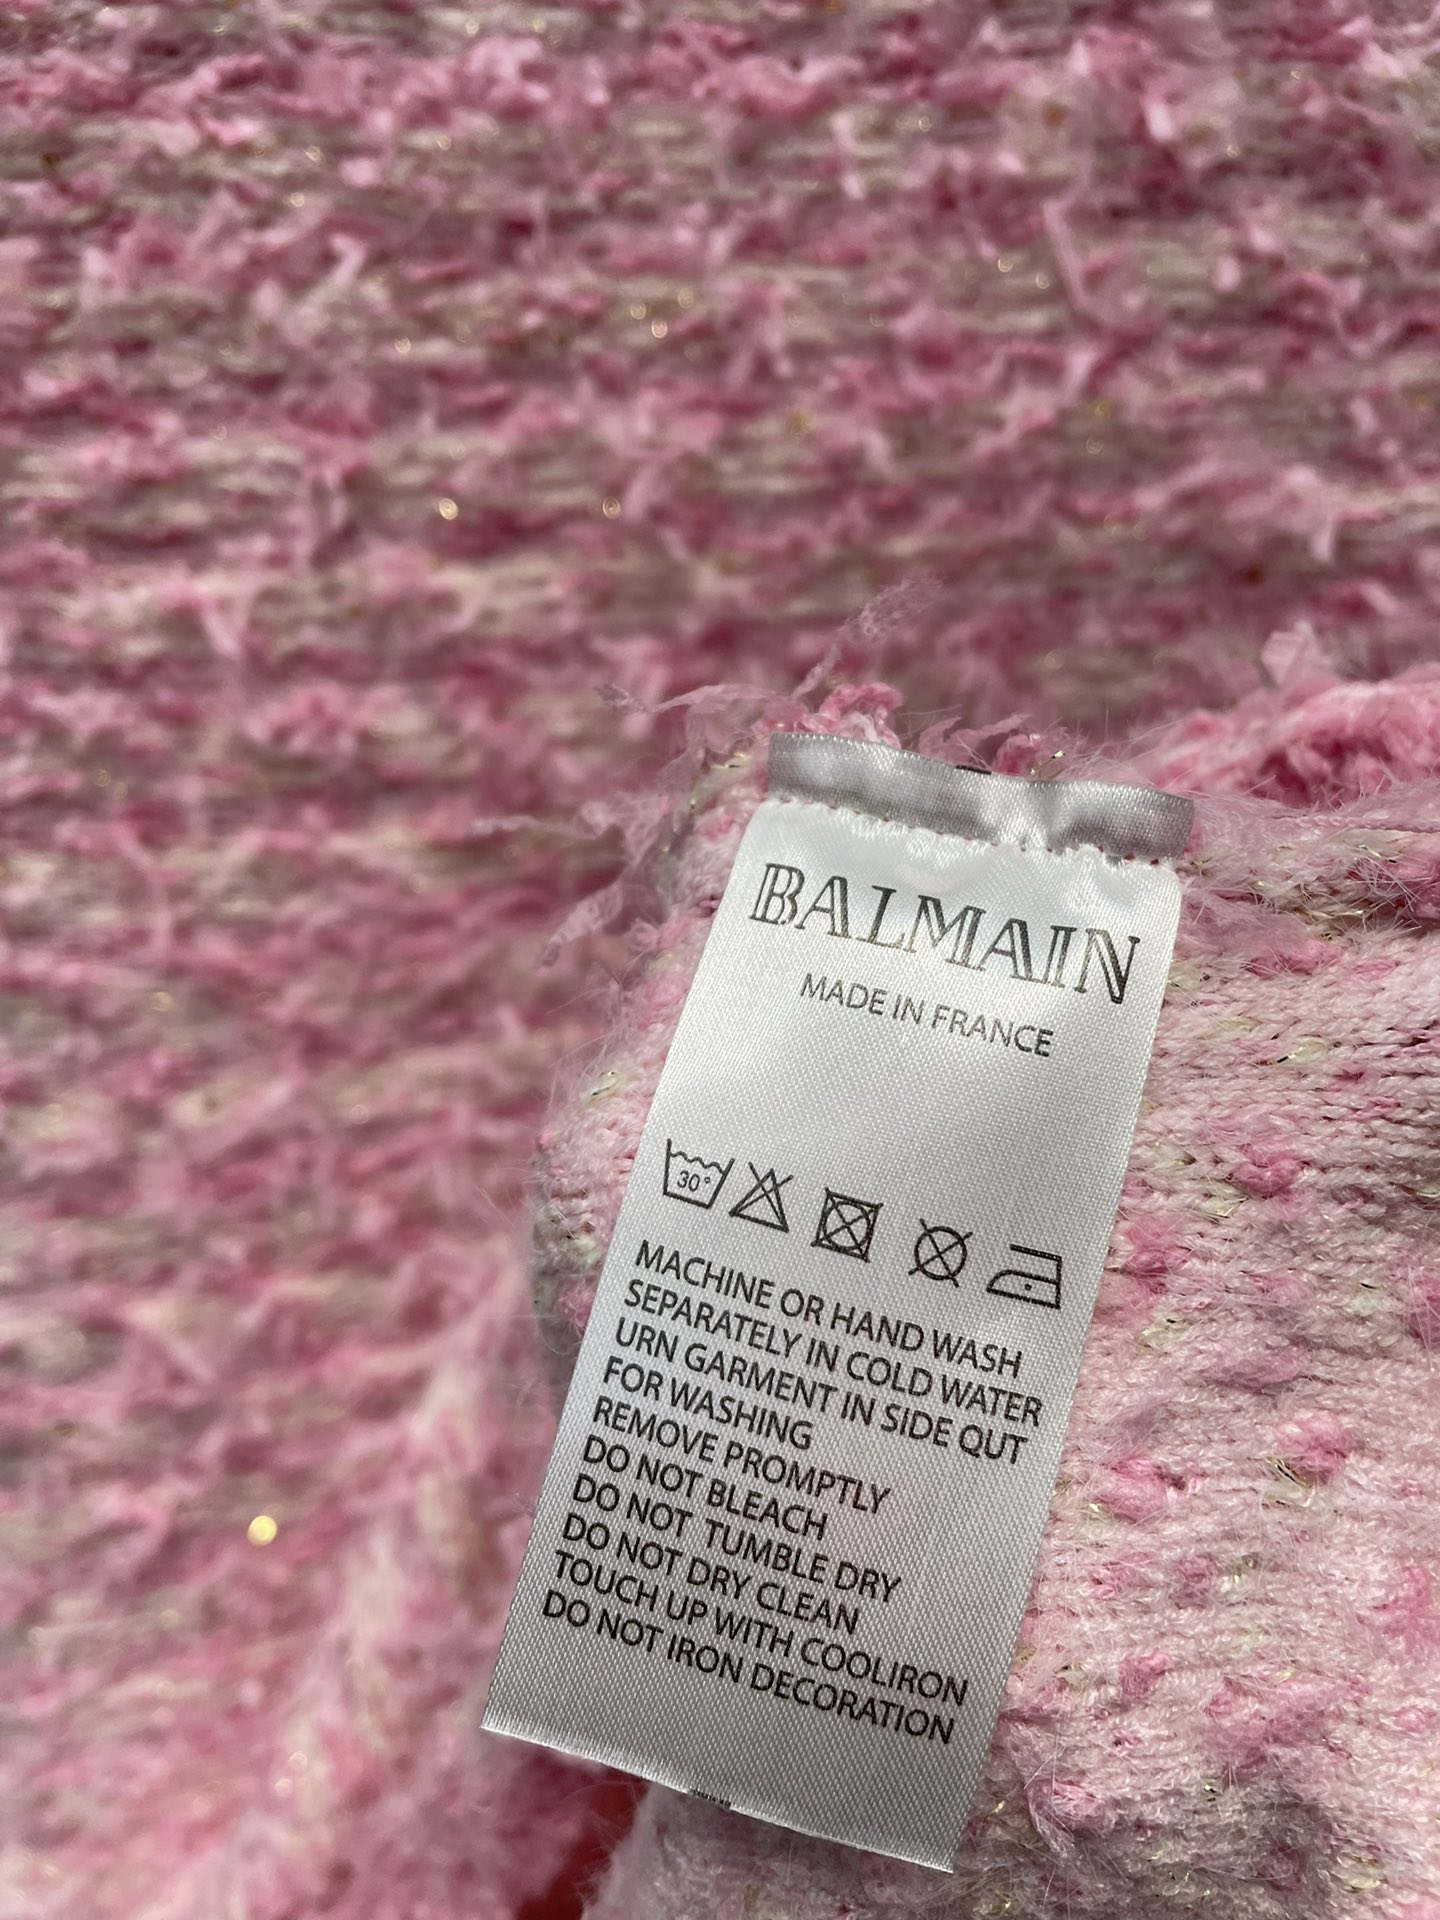 BALMAIN
MADE IN FRANCE
30°
MACHINE OR HAND WASH
SEPARATELY IN COLD WATER
URN GARMENT IN SIDE QUT
FOR WASHING
REMOVE PROMPTLY
DO NOT BLEACH
DO NOT TUMBLE DRY
DO NOT DRY CLEAN
TOUCH UP WITH COOLIRON
DO NOT IRON DECORATION